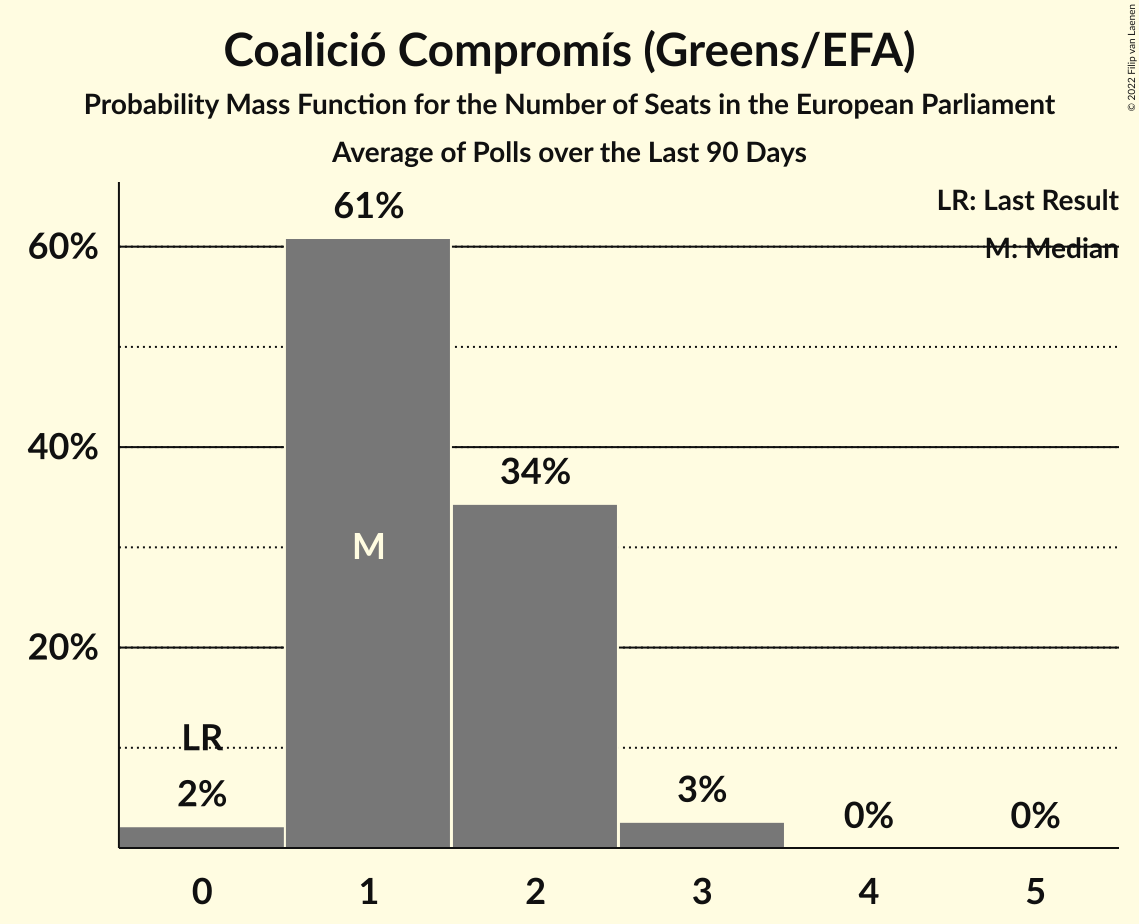 Coalició Compromís (Greens/EFA)
Probability Mass Function for the Number of Seats in the European Parliament
Average of Polls over the Last 90 Days
© 2022 Filip van Laenen
LR: Last Result
M: Median
61%
60%
40%
34%
M
20%
LR
2%
3%
0%
0%
0 1 2 3 4 5